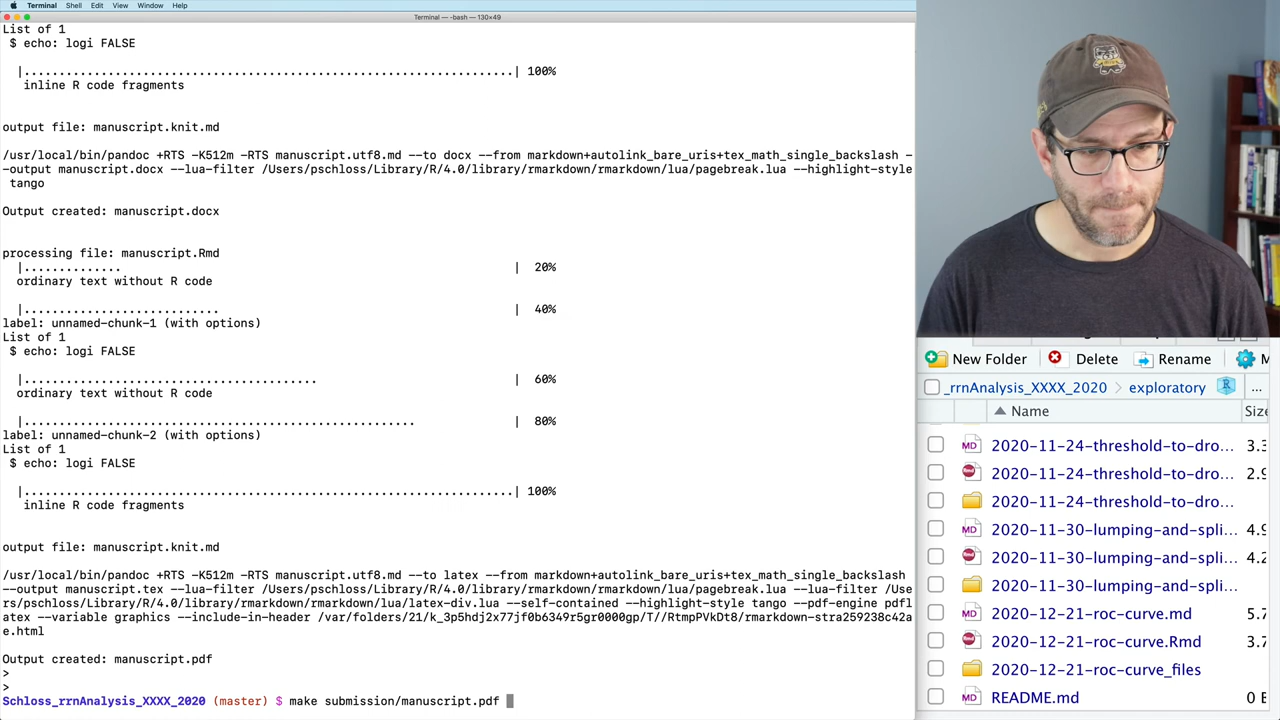 Terminal Shell Edit View Window Help
Terminal — -bash — 130×49
List of 1
$ echo: logi FALSE
|......................................................................| 100%
inline R code fragments
output file: manuscript.knit.md
/usr/local/bin/pandoc +RTS -K512m -RTS manuscript.utf8.md --to docx --from markdown+autolink_bare_uris+tex_math_single_backslash -
-output manuscript.docx --lua-filter /Users/pschloss/Library/R/4.0/library/rmarkdown/rmarkdown/lua/pagebreak.lua --highlight-style
tango
Output created: manuscript.docx
processing file: manuscript.Rmd
|.............. | 20%
ordinary text without R code
|............................ | 40%
label: unnamed-chunk-1 (with options)
List of 1
$ echo: logi FALSE
|.......................................... | 60%
ordinary text without R code
|........................................................ | 80%
label: unnamed-chunk-2 (with options)
List of 1
$ echo: logi FALSE
|......................................................................| 100%
inline R code fragments
output file: manuscript.knit.md
/usr/local/bin/pandoc +RTS -K512m -RTS manuscript.utf8.md --to latex --from markdown+autolink_bare_uris+tex_math_single_backslash
--output manuscript.tex --lua-filter /Users/pschloss/Library/R/4.0/library/rmarkdown/rmarkdown/lua/pagebreak.lua --lua-filter /Use
rs/pschloss/Library/R/4.0/library/rmarkdown/rmarkdown/lua/latex-div.lua --self-contained --highlight-style tango --pdf-engine pdfl
atex --variable graphics --include-in-header /var/folders/21/k_3p5hdj2x77jf0b6349r5gr0000gp/T//RtmpPVkDt8/rmarkdown-stra259238c42a
e.html
Output created: manuscript.pdf
>
>
Schloss_rrnAnalysis_XXXX_2020 (master) $ make submission/manuscript.pdf
New Folder Delete Rename M
_rrnAnalysis_XXXX_2020 exploratory ...
Name Size
2020-11-24-threshold-to-dro... 3.3
2020-11-24-threshold-to-dro... 2.9
2020-11-24-threshold-to-dro...
2020-11-30-lumping-and-spli... 4.9
2020-11-30-lumping-and-spli... 4.2
2020-11-30-lumping-and-spli...
2020-12-21-roc-curve.md 5.7
2020-12-21-roc-curve.Rmd 3.7
2020-12-21-roc-curve_files
README.md 0 B